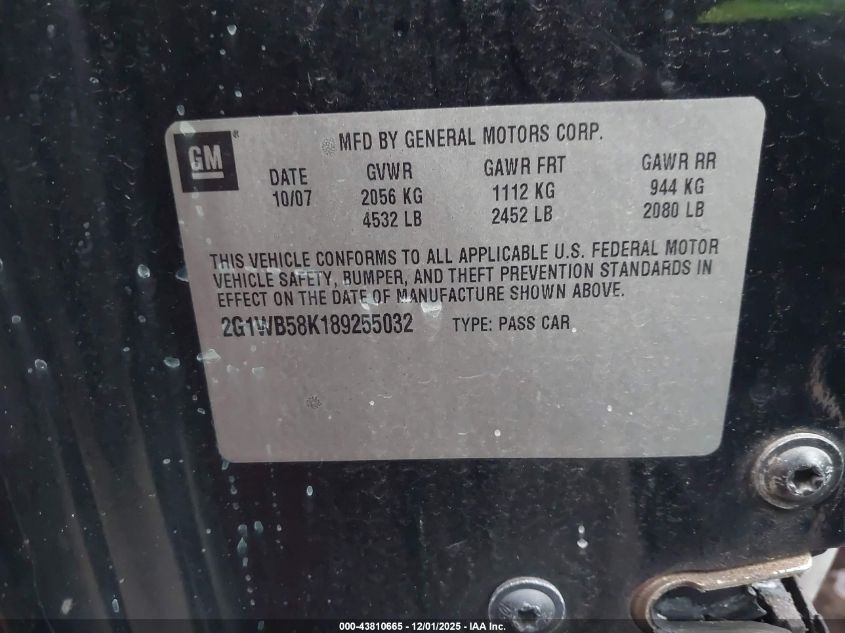 GM ®
MFD BY GENERAL MOTORS CORP.
DATE GVWR GAWR FRT GAWR RR
10/07 2056 KG 1112 KG 944 KG
4532 LB 2452 LB 2080 LB
THIS VEHICLE CONFORMS TO ALL APPLICABLE U.S. FEDERAL MOTOR
VEHICLE SAFETY, BUMPER, AND THEFT PREVENTION STANDARDS IN
EFFECT ON THE DATE OF MANUFACTURE SHOWN ABOVE.
2G1WB58K189255032 TYPE: PASS CAR
000-43810665 - 12/01/2025 - IAA Inc.